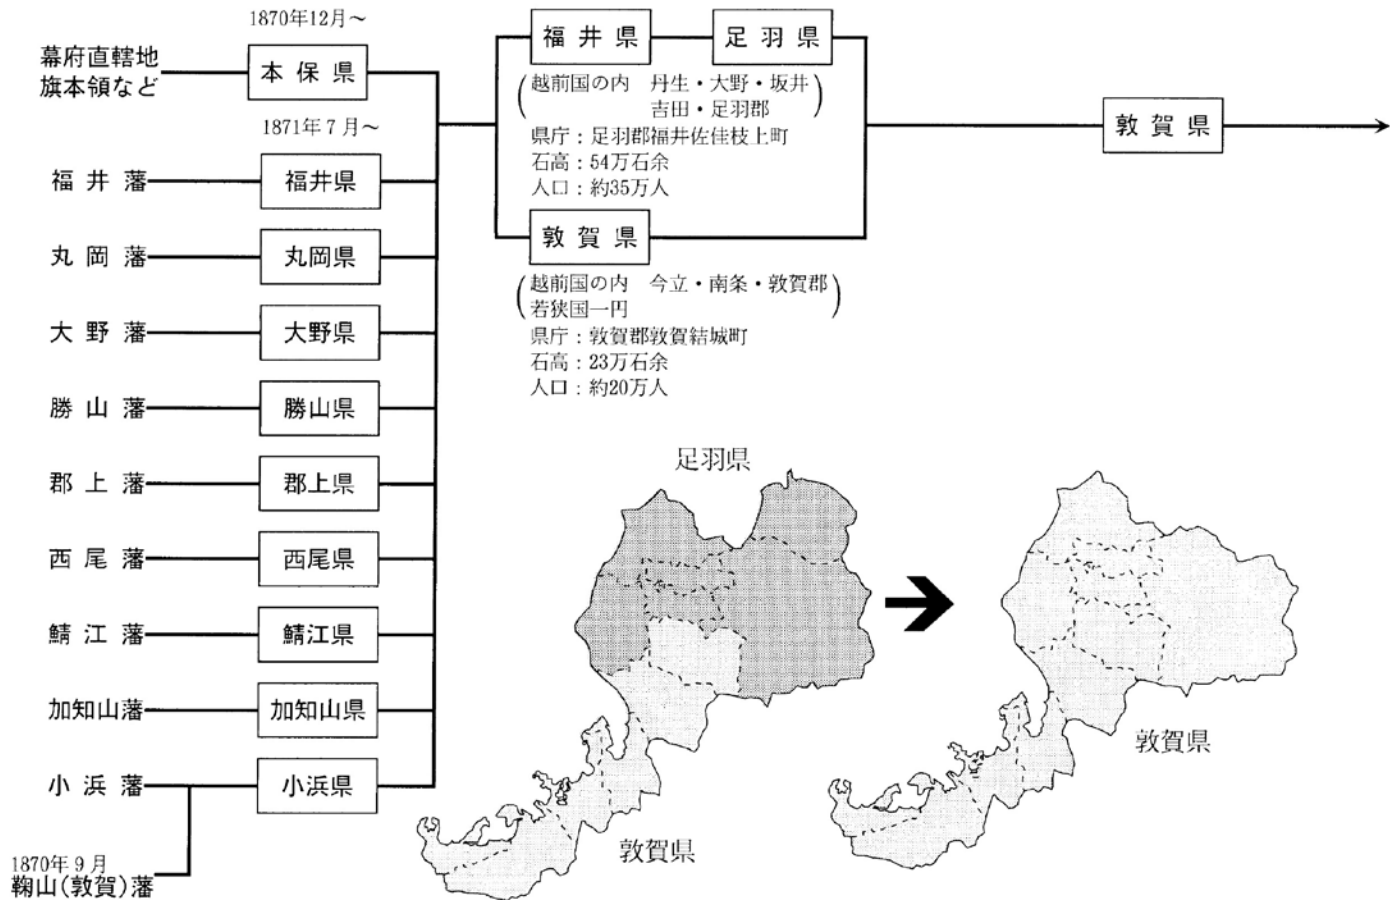 1870年12月～
幕府直轄地
旗本領など
本保県
1871年7月～
福井藩
福井県
丸岡藩
丸岡県
大野藩
大野県
勝山藩
勝山県
郡上藩
郡上県
西尾藩
西尾県
鯖江藩
鯖江県
加知山藩
加知山県
小浜藩
小浜県
1870年9月
鞠山(敦賀)藩
福井県
足羽県
(越前国の内 丹生・大野・坂井
吉田・足羽郡)
県庁：足羽郡福井佐佳枝上町
石高：54万石余
人口：約35万人
敦賀県
(越前国の内 今立・南条・敦賀郡
若狭国一円)
県庁：敦賀郡敦賀結城町
石高：23万石余
人口：約20万人
敦賀県
足羽県
敦賀県
敦賀県